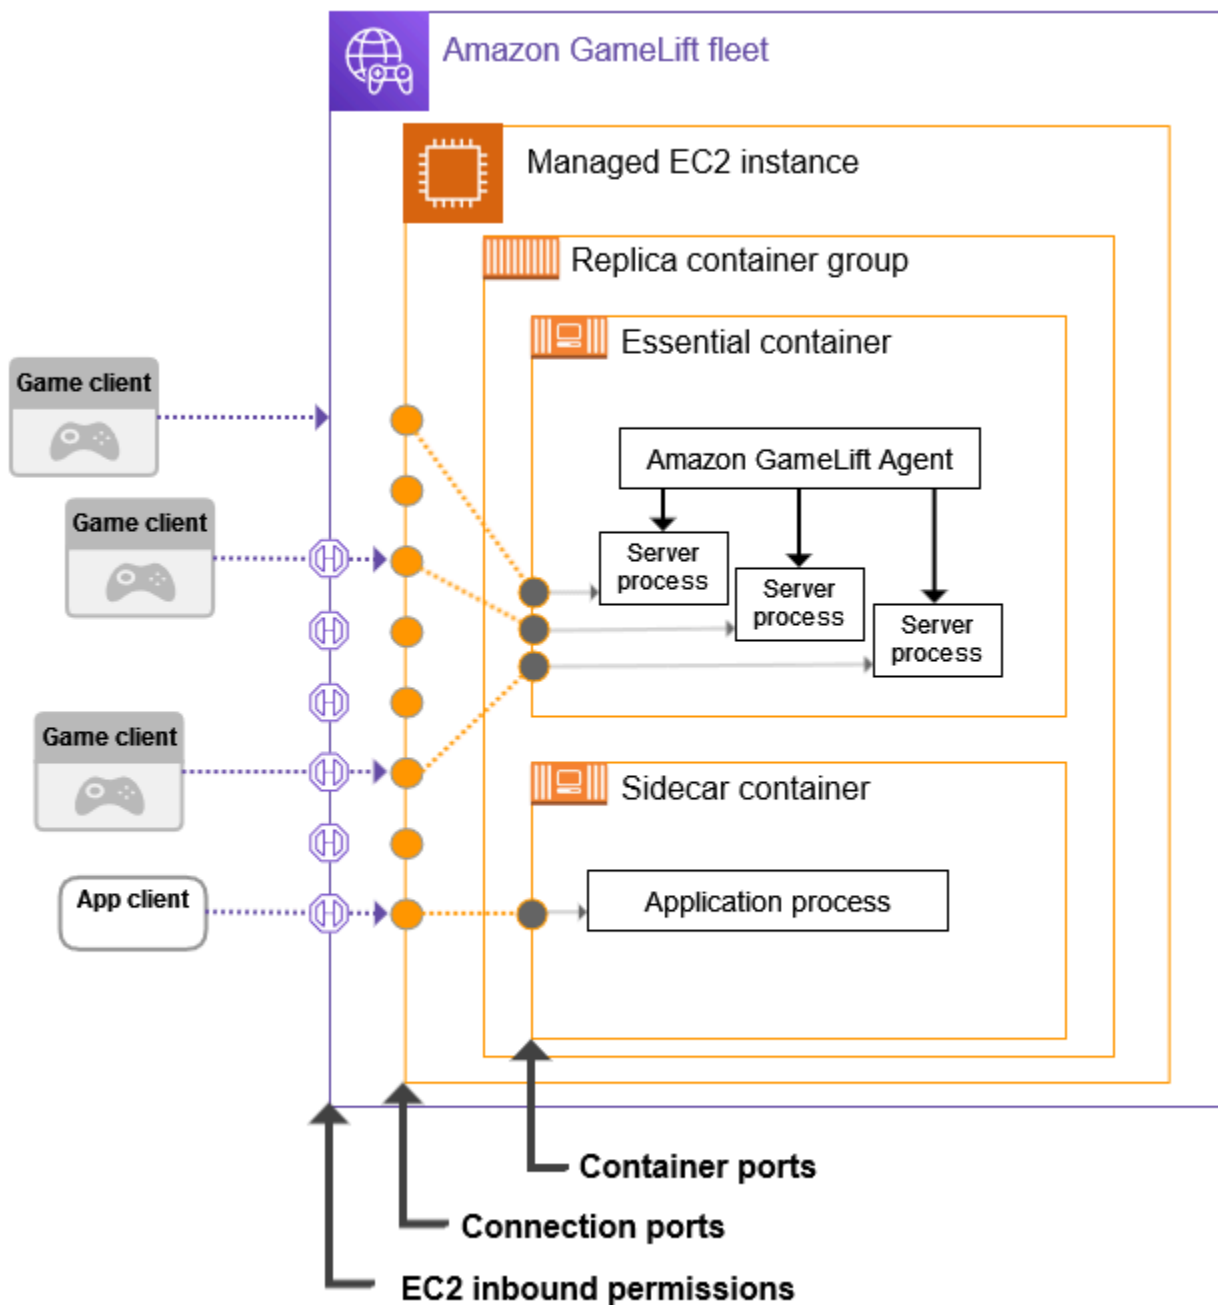 Amazon GameLift fleet
Managed EC2 instance
Replica container group
Essential container
Game client
Amazon GameLift Agent
Game client
Server
process
Server
process
Server
process
Game client
Sidecar container
App client
Application process
Container ports
Connection ports
EC2 inbound permissions